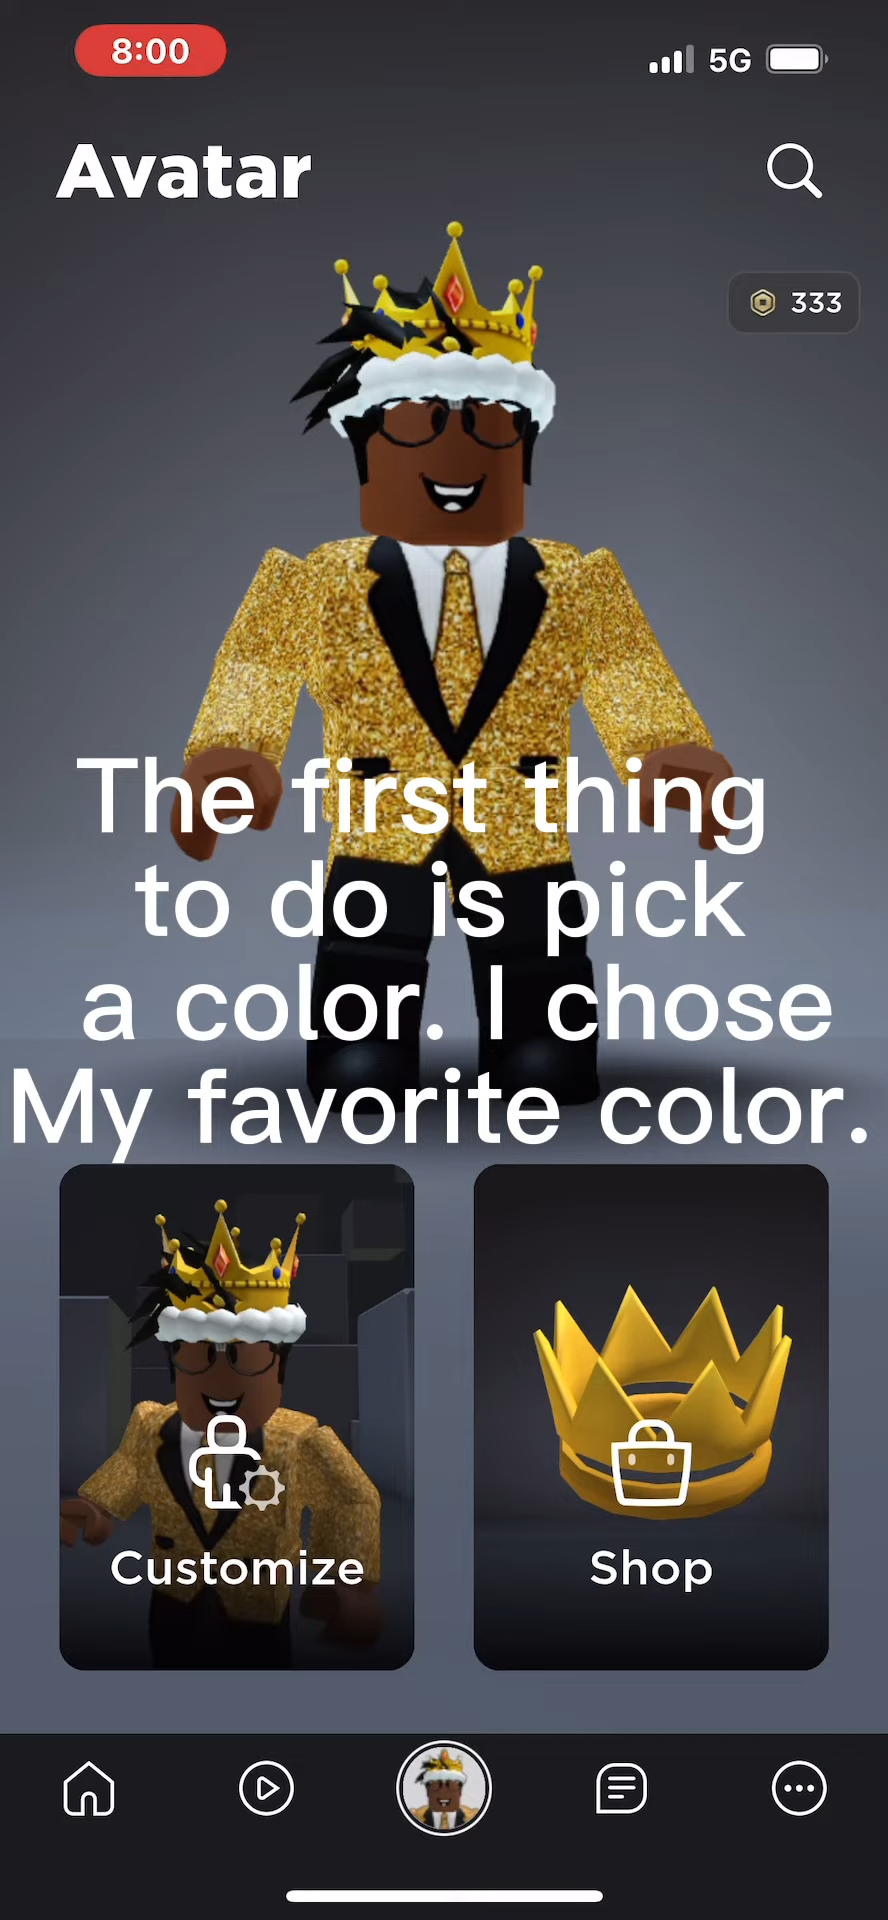 8:00
5G
Avatar
333
The first thing
to do is pick
a color. I chose
My favorite color.
Customize
Shop